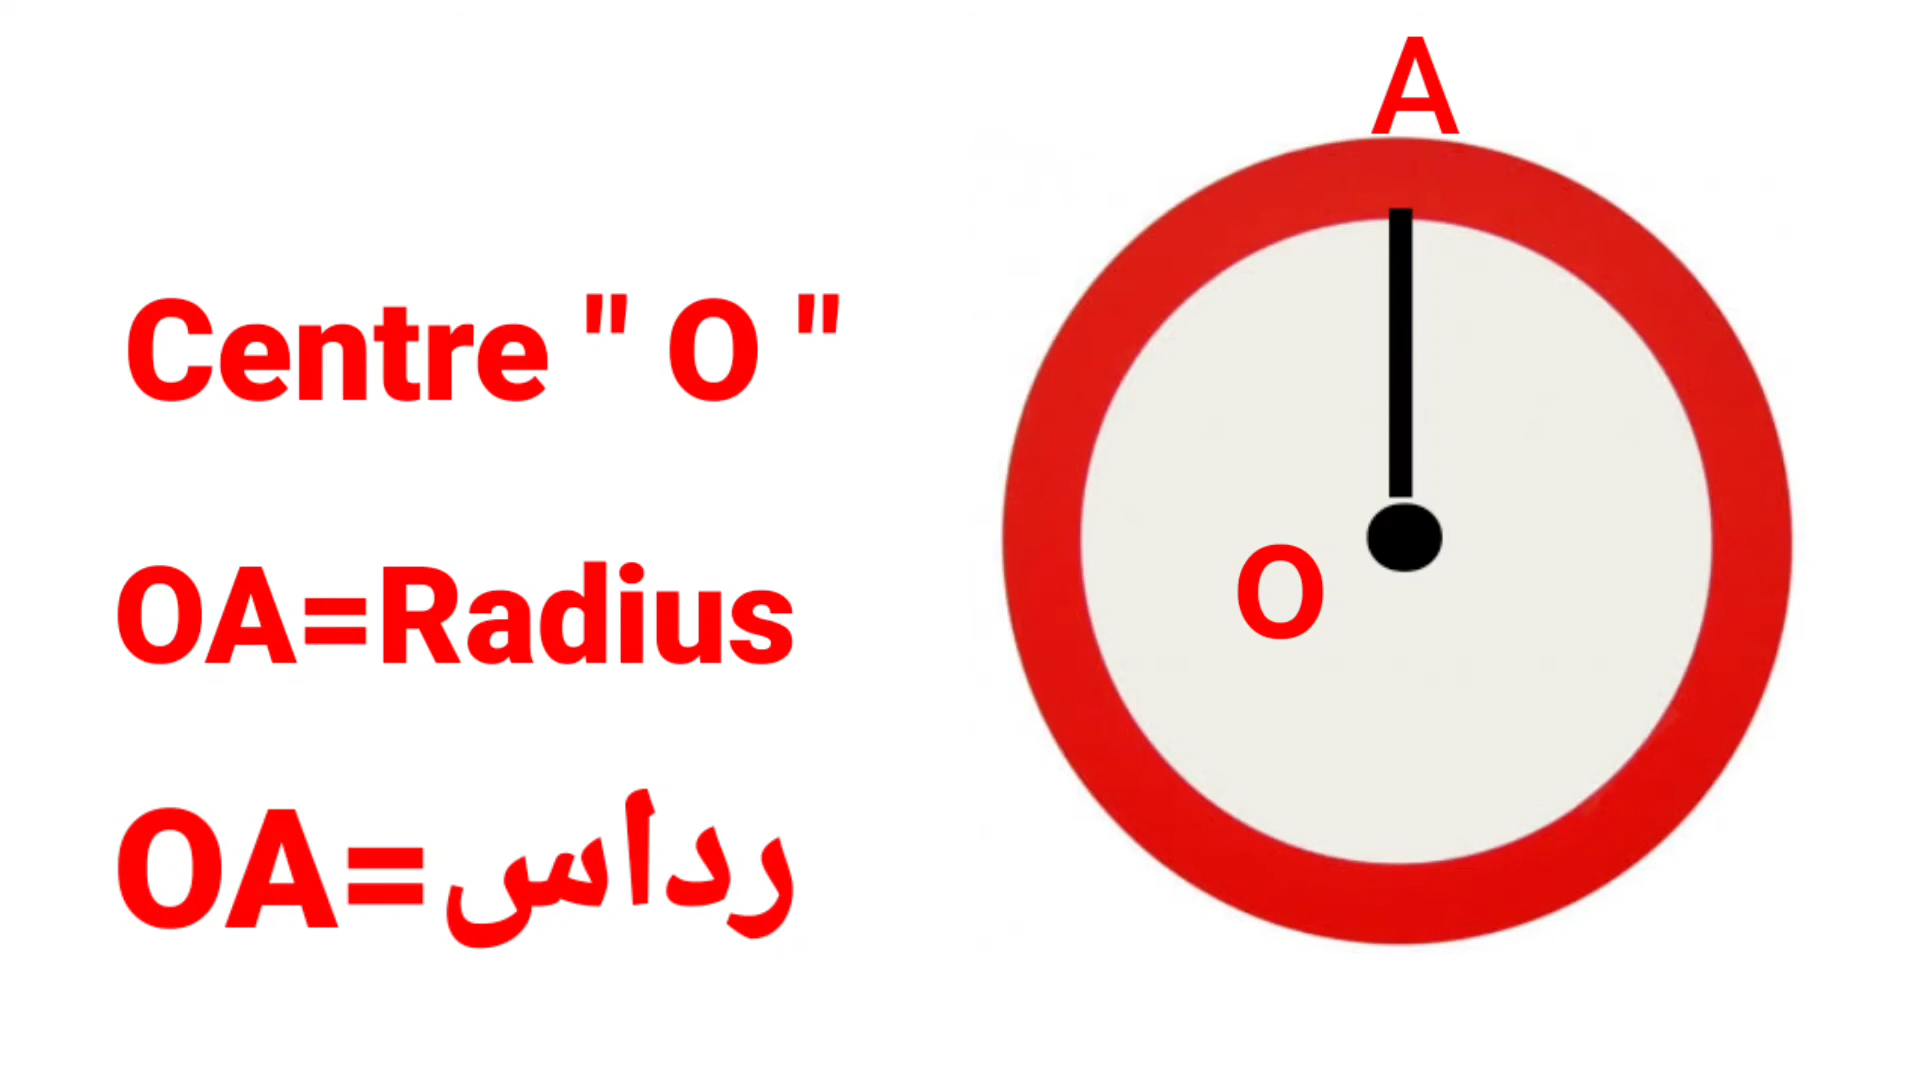 Centre " O "
OA=Radius
OA=رداس
A
O